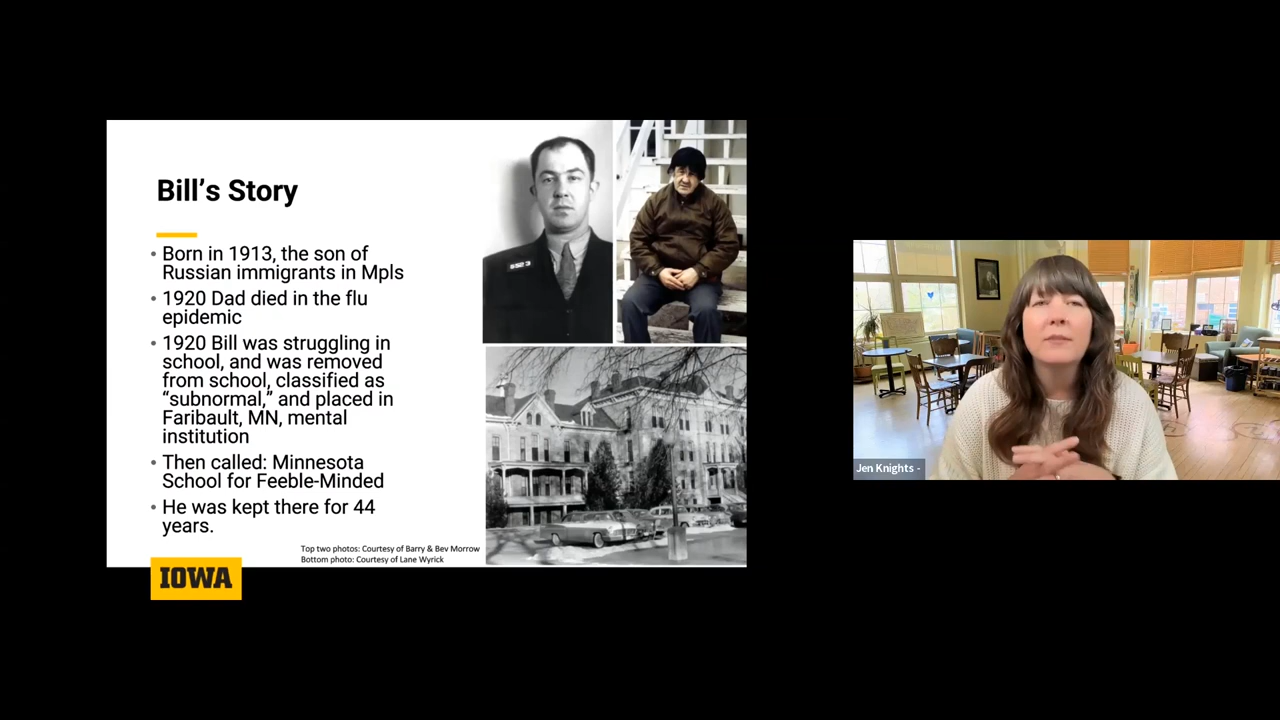 Bill's Story
• Born in 1913, the son of
Russian immigrants in Mpls
• 1920 Dad died in the flu
epidemic
• 1920 Bill was struggling in
school, and was removed
from school, classified as
“subnormal,” and placed in
Faribault, MN, mental
institution
• Then called: Minnesota
School for Feeble-Minded
• He was kept there for 44
years.
Top two photos: Courtesy of Barry & Bev Morrow
Bottom photo: Courtesy of Lane Wyrick
IOWA
Jen Knights -